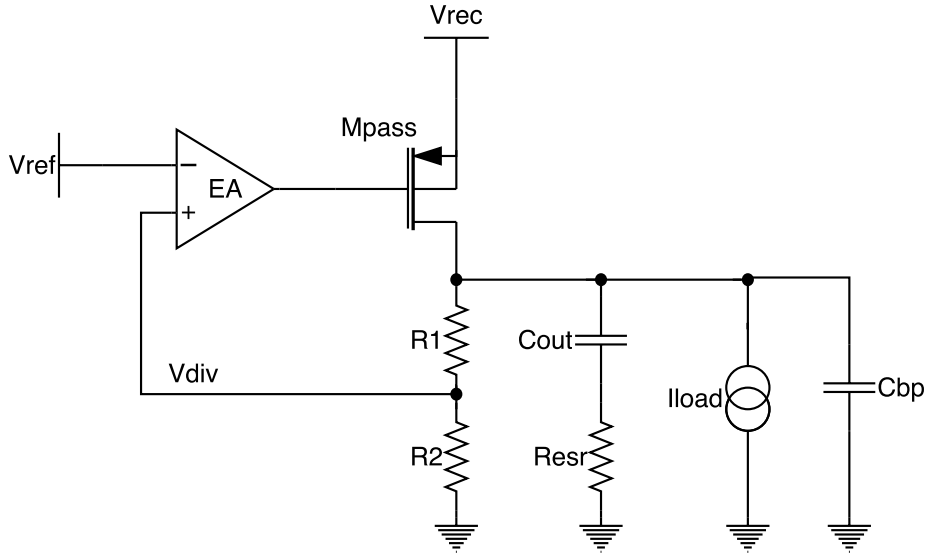 Vrec
Mpass
Vref
−
EA
+
R1
Cout
Vdiv
Iload
Cbp
R2
Resr